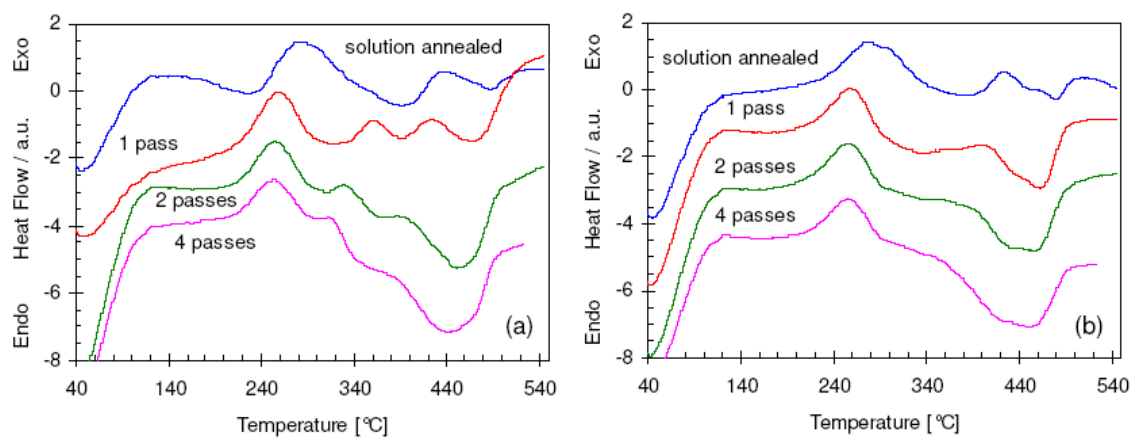 2
Exo
solution annealed
0
1 pass
-2
Heat Flow / a.u.
2 passes
-4
4 passes
-6
Endo
(a)
-8
40 140 240 340 440 540
Temperature [°C]
2
Exo
solution annealed
0
1 pass
-2
2 passes
Heat Flow / a.u.
4 passes
-4
-6
Endo
(b)
-8
40 140 240 340 440 540
Temperature [°C]